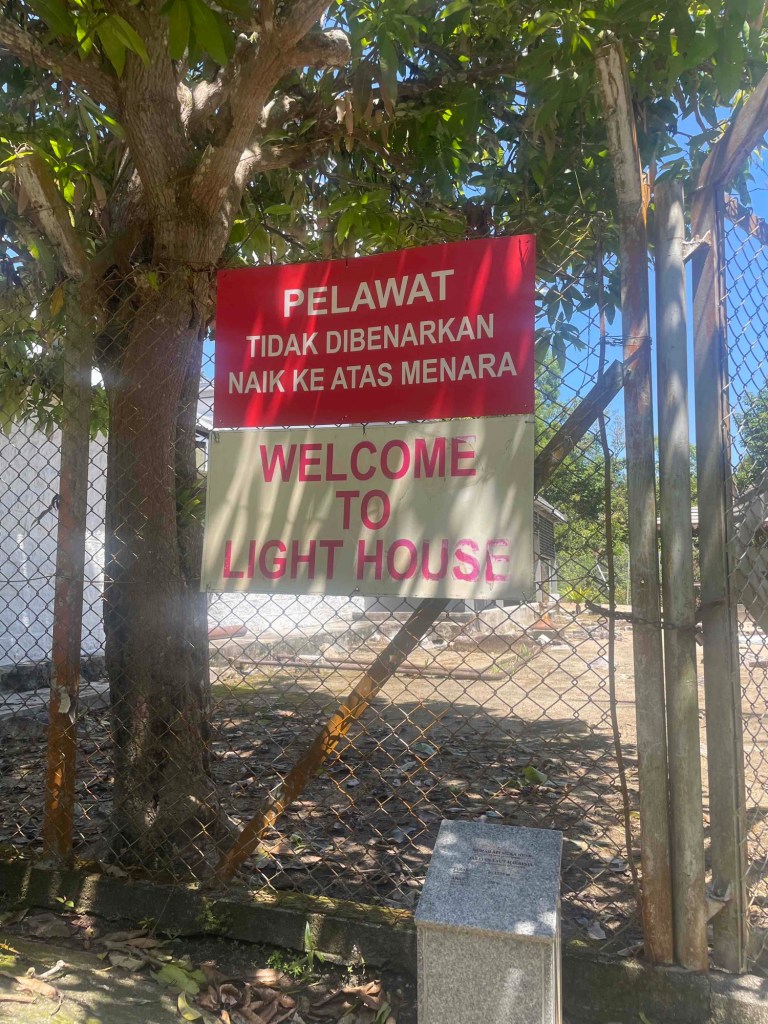 PELAWAT
TIDAK DIBENARKAN
NAIK KE ATAS MENARA
WELCOME
TO
LIGHT HOUSE